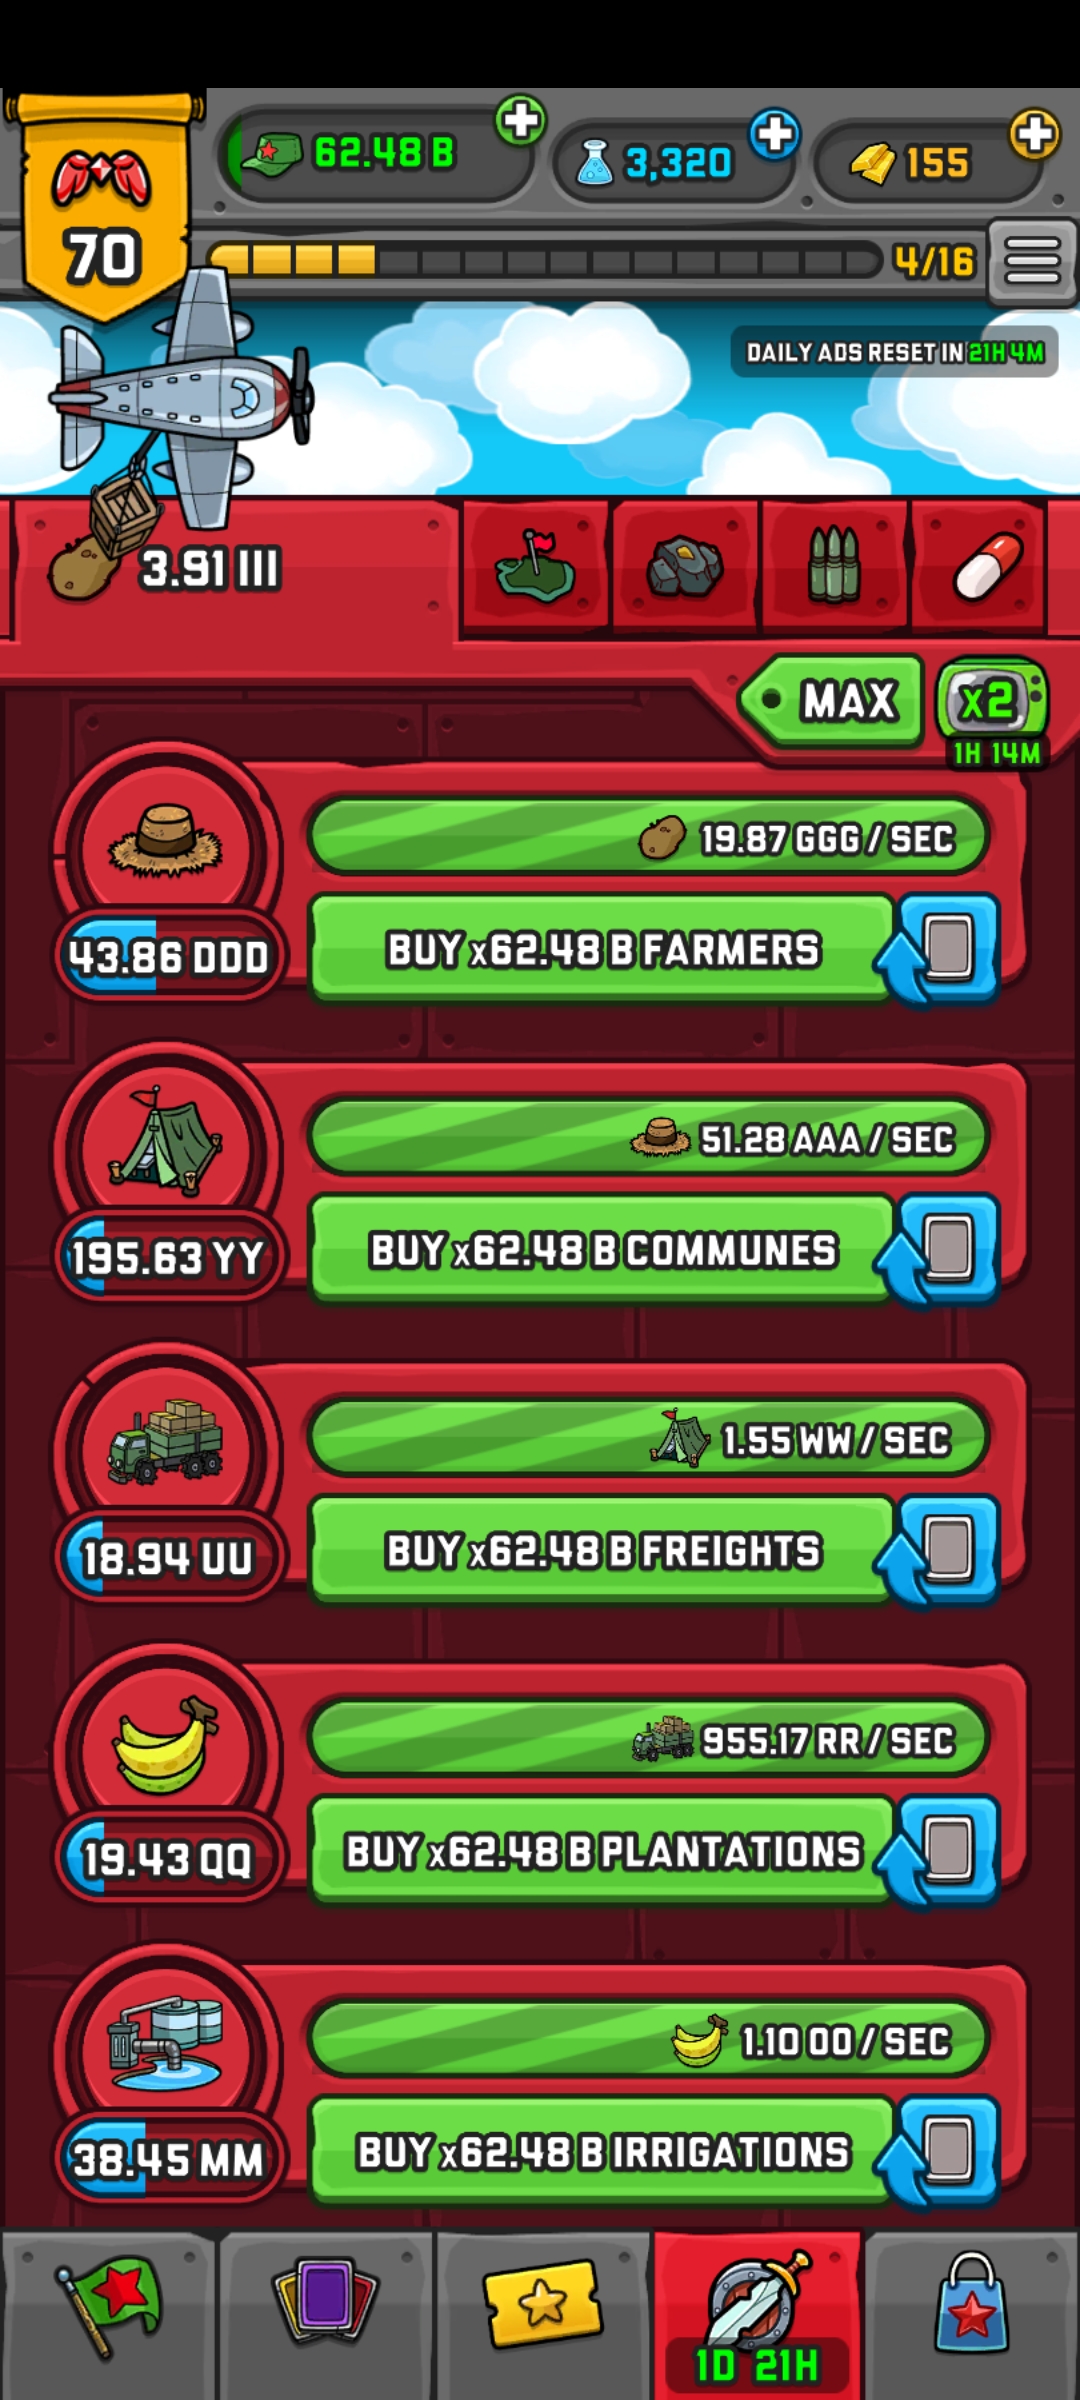 62.48 B
3,320
155
70
4/16
DAILY ADS RESET IN 21H 4M
3.91 III
MAX
x2
1H 14M
19.87 GGG / SEC
43.86 DDD
BUY x62.48 B FARMERS
51.28 AAA / SEC
195.63 YY
BUY x62.48 B COMMUNES
1.55 WW / SEC
18.94 UU
BUY x62.48 B FREIGHTS
955.17 RR / SEC
19.43 QQ
BUY x62.48 B PLANTATIONS
1.10 OO / SEC
38.45 MM
BUY x62.48 B IRRIGATIONS
1D 21H